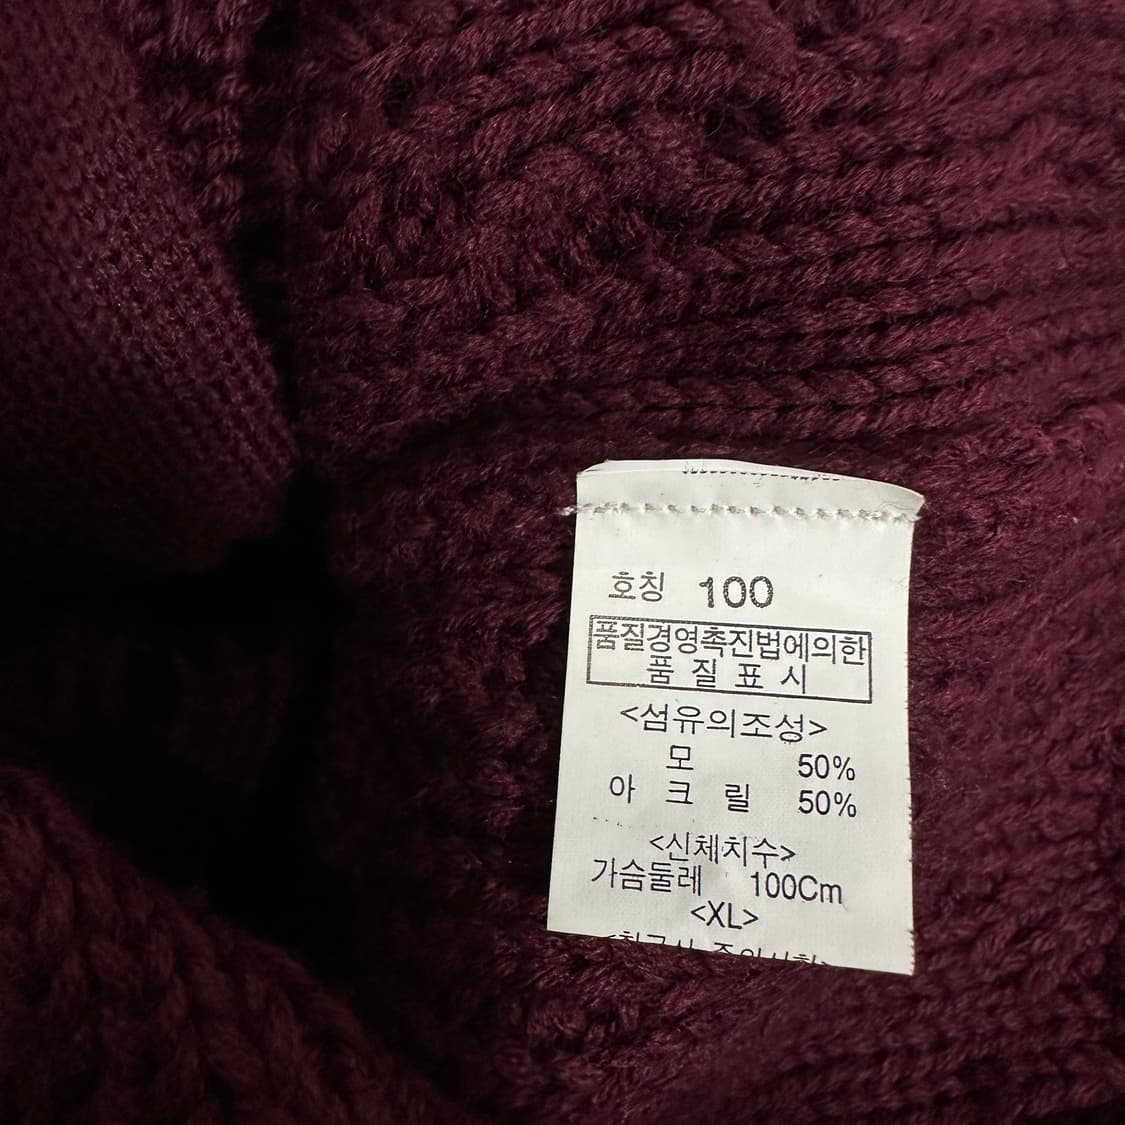 호칭 100
품질경영촉진법에의한
품 질 표 시
<섬유의조성>
모 50%
아 크 릴 50%
<신체치수>
가슴둘레 100Cm
<XL>